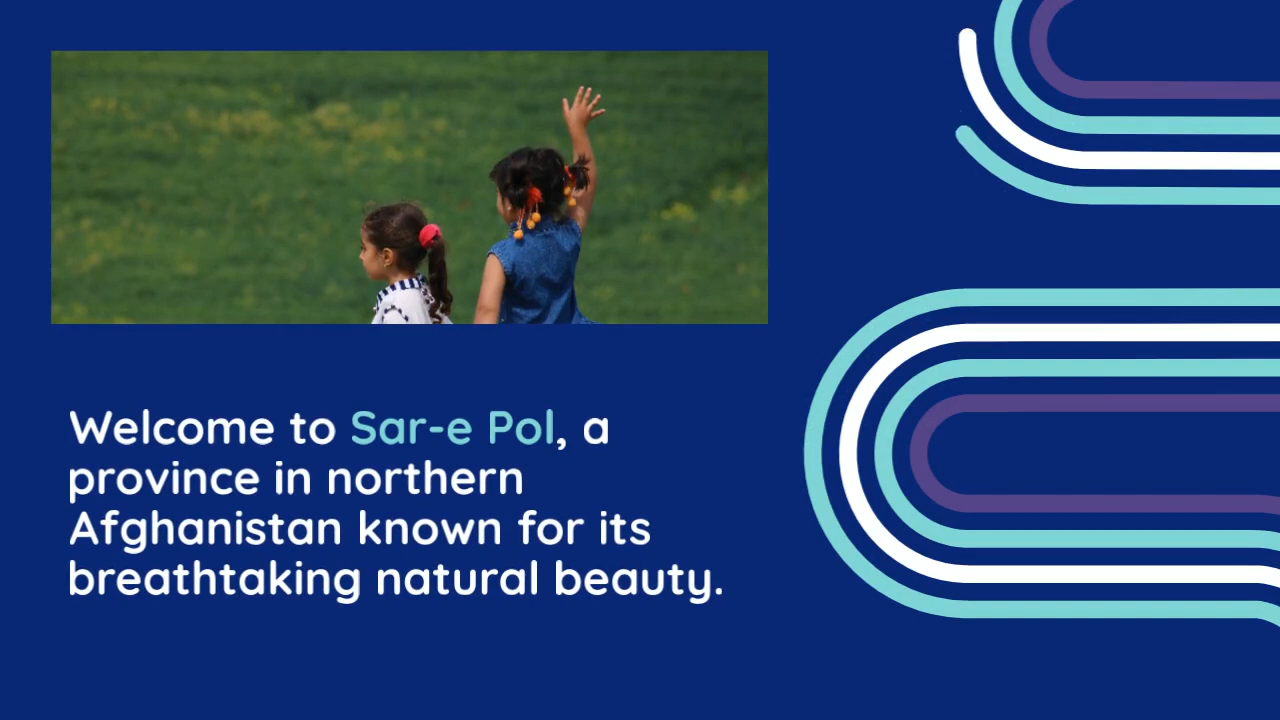 Welcome to Sar-e Pol, a
province in northern
Afghanistan known for its
breathtaking natural beauty.